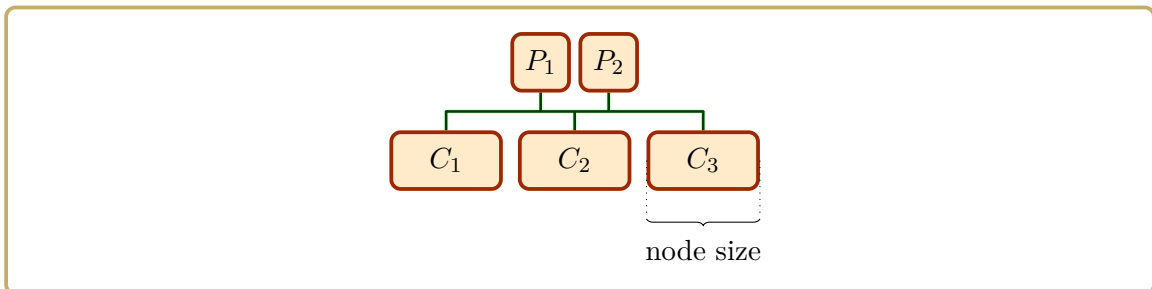 P₁ P₂
C₁ C₂ C₃
node size